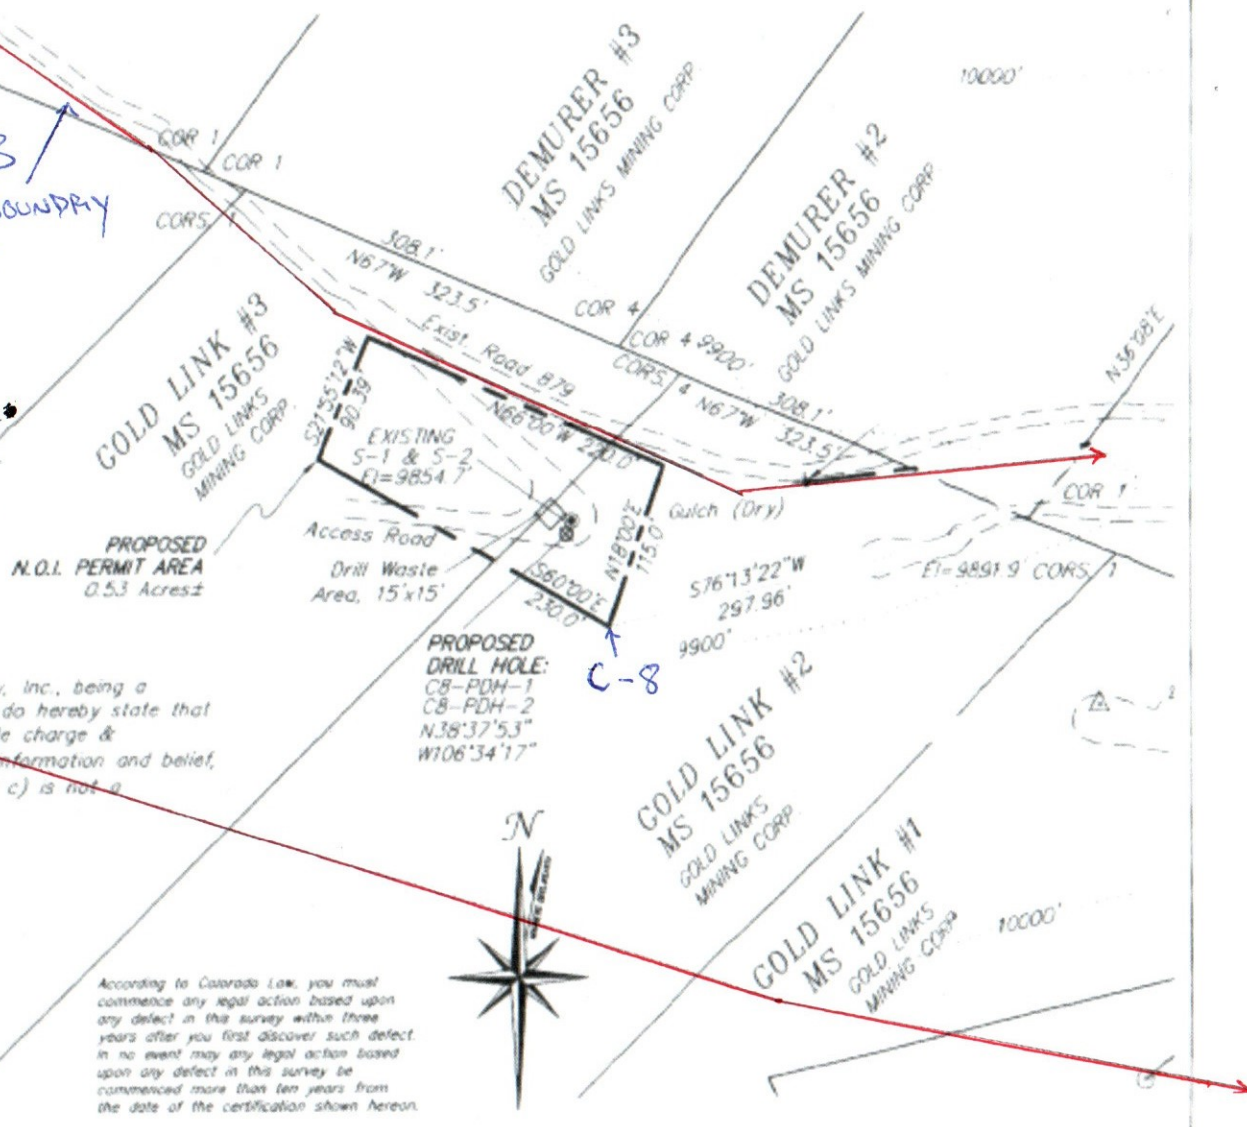 10000'
DEMURER #3
MS 15656
GOLD LINKS MINING CORP.
DEMURER #2
MS 15656
GOLD LINKS MINING CORP.
COR 1
COR 1
CORS. 1
BOUNDRY
308.1'
N67°W 323.5'
COR 4
COR 4 9900'
CORS. 4
N67°W 323.5'
308.1'
N36°08'E
Exist. Road 879
GOLD LINK #3
MS 15656
GOLD LINKS
MINING CORP.
S21°55'12"W
90.39'
N66°00'W 220.0'
EXISTING
S-1 & S-2
El=9854.7'
COR 1
Gulch (Dry)
Access Road
N18°00'E
115.0'
PROPOSED
N.O.I. PERMIT AREA
0.53 Acres±
Drill Waste
Area, 15'x15'
S60°00'E
230.0'
S76°13'22"W
297.96'
El=9891.9' CORS. 1
9900'
C-8
PROPOSED
DRILL HOLE:
C8-PDH-1
C8-PDH-2
N38°37'53"
W106°34'17"
y, Inc., being a
do hereby state that
charge &
information and belief,
c) is not a
GOLD LINK #2
MS 15656
GOLD LINKS
MINING CORP.
GOLD LINK #1
MS 15656
GOLD LINKS
MINING CORP.
10000'
N
According to Colorado Law, you must
commence any legal action based upon
any defect in this survey within three
years after you first discover such defect.
In no event may any legal action based
upon any defect in this survey be
commenced more than ten years from
the date of the certification shown hereon.